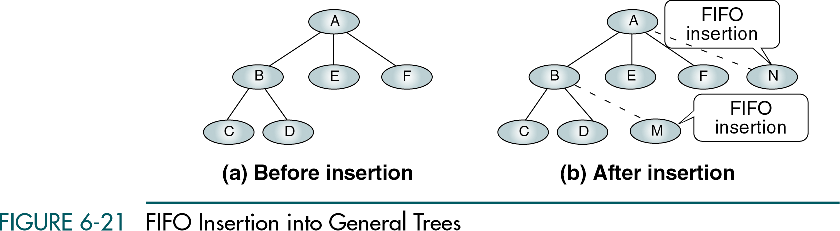 A
B
E
F
C
D
(a) Before insertion
A
FIFO
insertion
B
E
F
N
C
D
M
FIFO
insertion
(b) After insertion
FIGURE 6-21 FIFO Insertion into General Trees